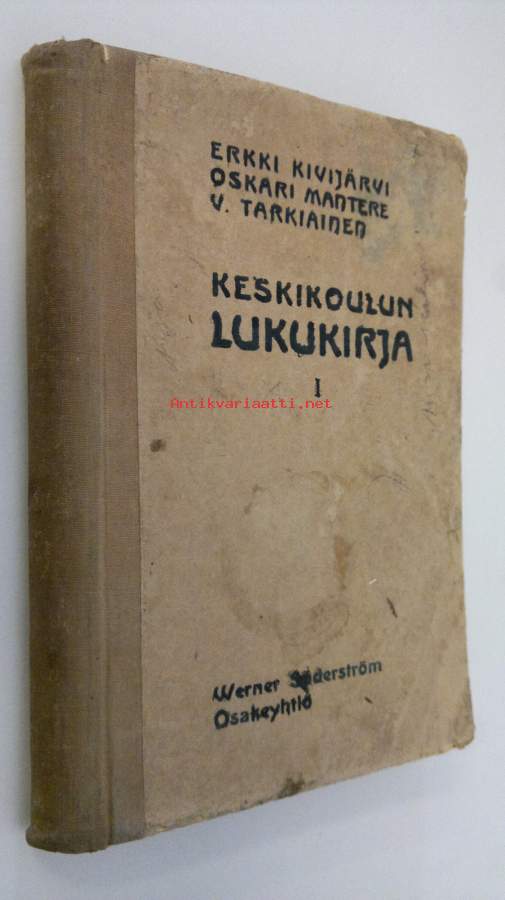 ERKKI KIVIJÄRVI
OSKARI MANTERE
V. TARKIAINEN
KESKIKOULUN
LUKUKIRJA
I
Antikvariaatti.net
Werner Söderström
Osakeyhtiö